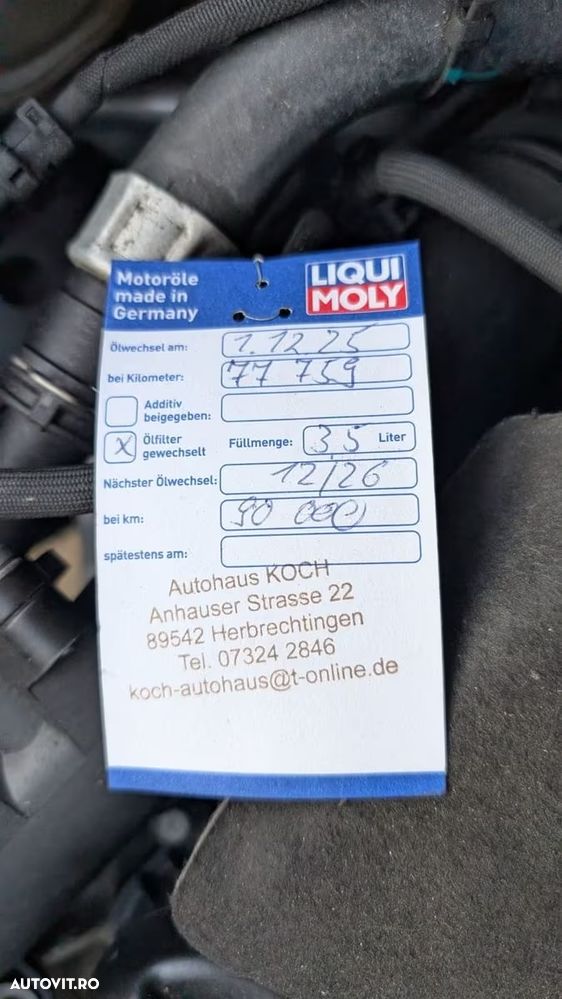 Motoröle
made in
Germany
LIQUI
MOLY
Ölwechsel am: 1.12 25
bei Kilometer: 77 759
Additiv
beigegeben:
x Ölfilter
gewechselt
Füllmenge: 3,5 Liter
Nächster Ölwechsel: 12/26
bei km: 90 000
spätestens am:
Autohaus KOCH
Anhauser Strasse 22
89542 Herbrechtingen
Tel. 07324 2846
koch-autohaus@t-online.de
AUTOVIT.RO